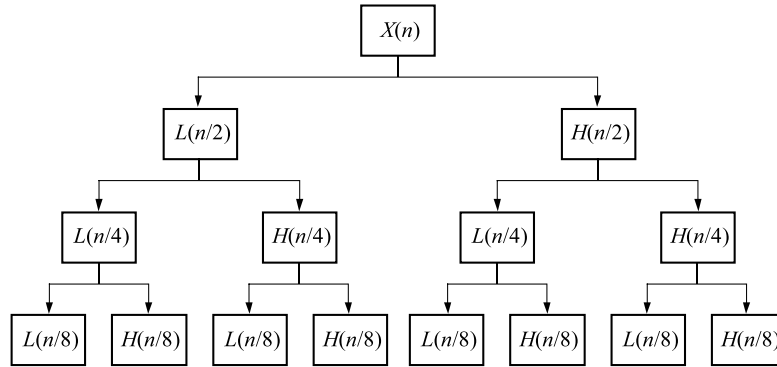 X(n)
L(n/2) H(n/2)
L(n/4) H(n/4) L(n/4) H(n/4)
L(n/8) H(n/8) L(n/8) H(n/8) L(n/8) H(n/8) L(n/8) H(n/8)